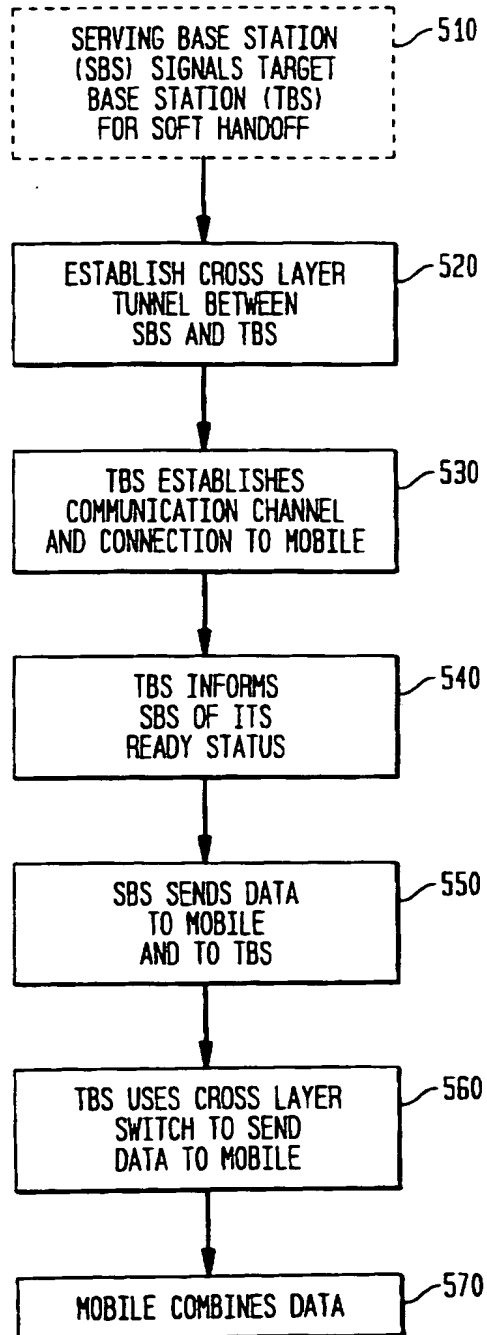 SERVING BASE STATION
(SBS) SIGNALS TARGET
BASE STATION (TBS)
FOR SOFT HANDOFF
510
ESTABLISH CROSS LAYER
TUNNEL BETWEEN
SBS AND TBS
520
TBS ESTABLISHES
COMMUNICATION CHANNEL
AND CONNECTION TO MOBILE
530
TBS INFORMS
SBS OF ITS
READY STATUS
540
SBS SENDS DATA
TO MOBILE
AND TO TBS
550
TBS USES CROSS LAYER
SWITCH TO SEND
DATA TO MOBILE
560
MOBILE COMBINES DATA
570